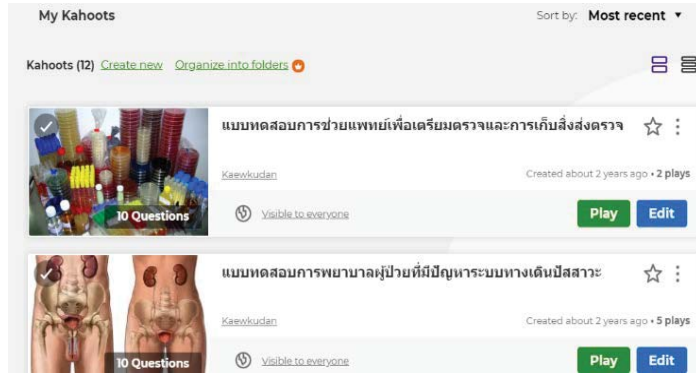 My Kahoots
Sort by: Most recent ▼
Kahoots (12) Create new Organize into folders
แบบทดสอบการช่วยแพทย์เพื่อเตรียมตรวจและการเก็บสิ่งส่งตรวจ
Kaewkudan
Created about 2 years ago • 2 plays
10 Questions
Visible to everyone
Play
Edit
แบบทดสอบการพยาบาลผู้ป่วยที่มีปัญหาระบบทางเดินปัสสาวะ
Kaewkudan
Created about 2 years ago • 5 plays
10 Questions
Visible to everyone
Play
Edit